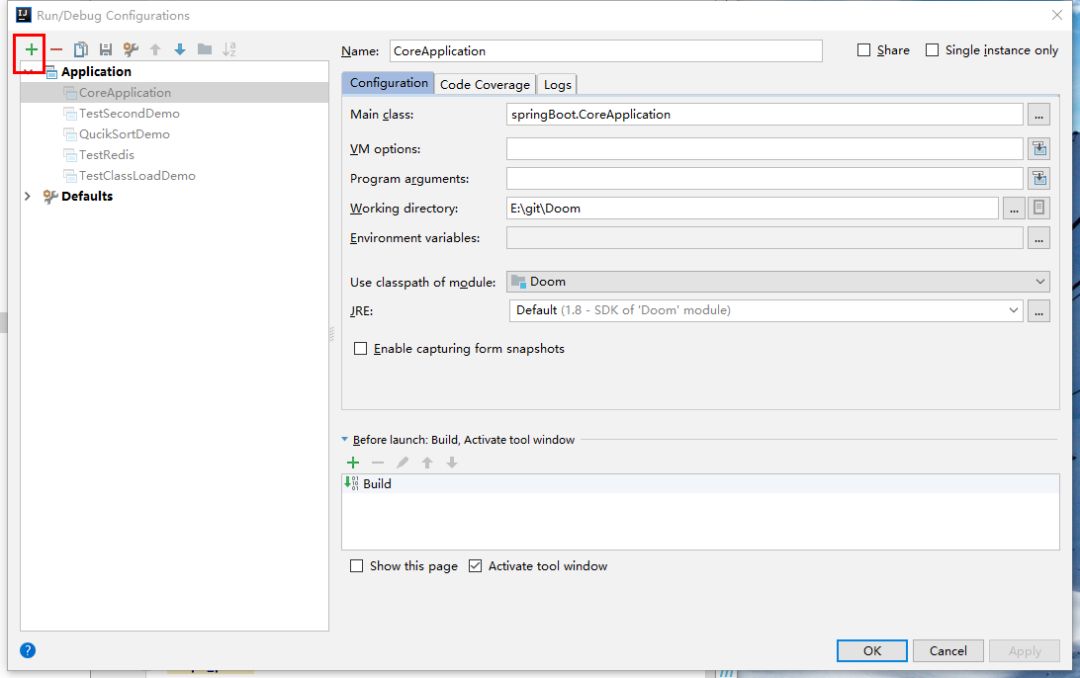 Run/Debug Configurations
Name: CoreApplication Share Single instance only
Application
CoreApplication
TestSecondDemo
QucikSortDemo
TestRedis
TestClassLoadDemo
Defaults
Configuration Code Coverage Logs
Main class: springBoot.CoreApplication ...
VM options:
Program arguments:
Working directory: E:\git\Doom ...
Environment variables: ...
Use classpath of module: Doom
JRE: Default (1.8 - SDK of 'Doom' module) ...
Enable capturing form snapshots
Before launch: Build, Activate tool window
Build
Show this page Activate tool window
? OK Cancel Apply